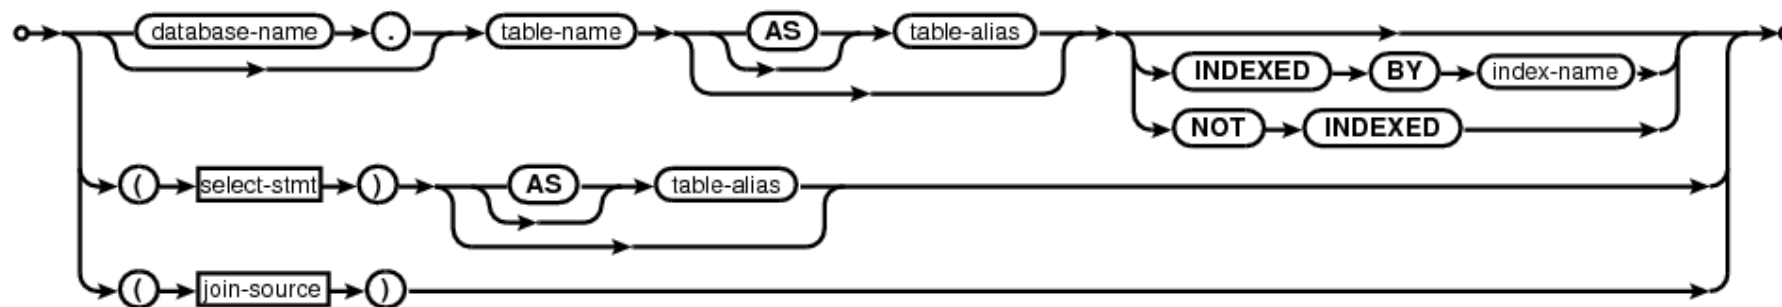 database-name . table-name AS table-alias
INDEXED BY index-name
NOT INDEXED
( select-stmt ) AS table-alias
( join-source )